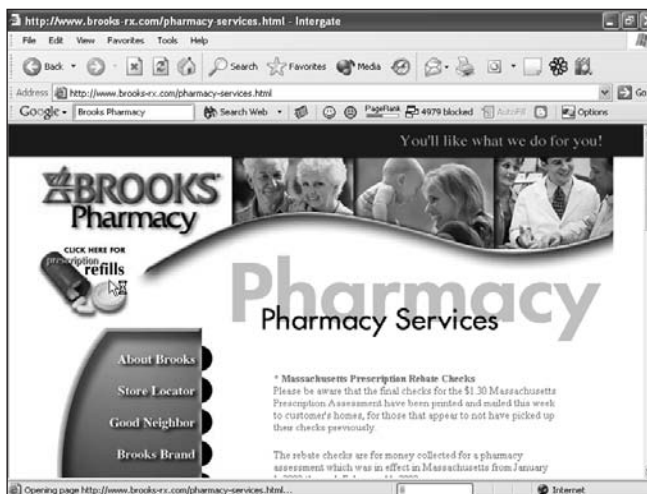 http://www.brooks-rx.com/pharmacy-services.html - Intergate
File Edit View Favorites Tools Help
Back Search Favorites Media
Address http://www.brooks-rx.com/pharmacy-services.html Go
Google Brooks Pharmacy Search Web PageRank 4979 blocked AutoFill Options
You'll like what we do for you!
BROOKS
Pharmacy
CLICK HERE FOR
prescription
refills
Pharmacy
Pharmacy Services
About Brooks
Store Locator
Good Neighbor
Brooks Brand
* Massachusetts Prescription Rebate Checks
Please be aware that the final checks for the $1.30 Massachusetts
Prescription Assessment have been printed and mailed this week
to customer's homes, for those that appear to not have picked up
their checks previously.
The rebate checks are for money collected for a pharmacy
assessment which was in effect in Massachusetts from January
Opening page http://www.brooks-rx.com/pharmacy-services.html... Internet